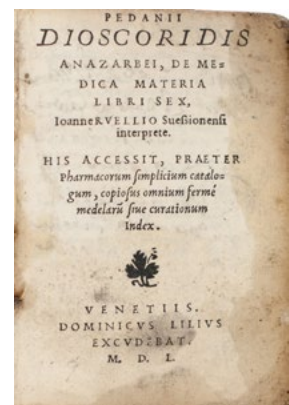 PEDANII
DIOSCORIDIS
ANAZARBEI, DE ME=
DICA MATERIA
LIBRI SEX,
Ioanne RVELLIO Suessionensi
interprete.
HIS ACCESSIT, PRAETER
Pharmacorum simplicium catalo-
gum, copiosus omnium fermé
medelarū siue curationum
Index.
VENETIIS.
DOMINICVS LILIVS
EXCVDEBAT.
M. D. L.